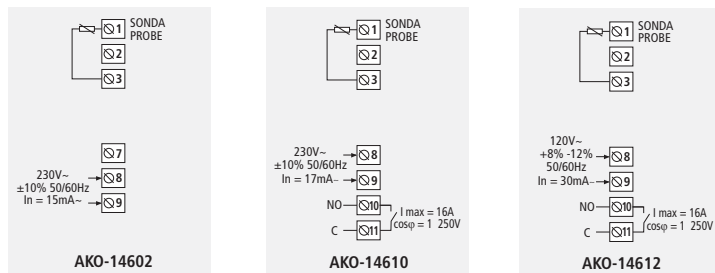 1 SONDA
PROBE
2
3
7
230V~
±10% 50/60Hz
In = 15mA~
8
9
AKO-14602
1 SONDA
PROBE
2
3
230V~
±10% 50/60Hz
In = 17mA~
8
9
NO 10
C 11
I max = 16A
cosφ = 1 250V
AKO-14610
1 SONDA
PROBE
2
3
120V~
+8% -12%
50/60Hz
In = 30mA~
8
9
NO 10
C 11
I max = 16A
cosφ = 1 250V
AKO-14612